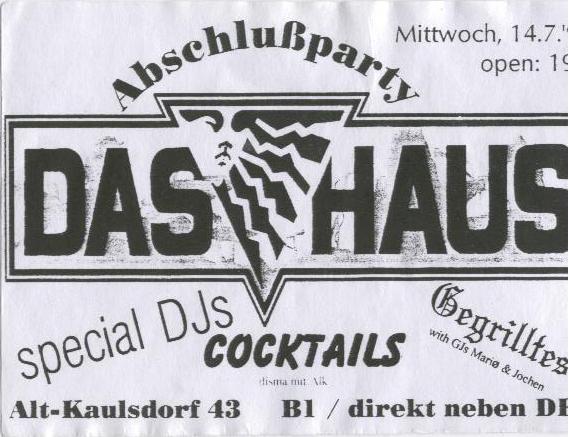 Abschlußparty
Mittwoch, 14.7.'
open: 19
DAS HAUS
special DJs
COCKTAILS
Gegrilltes
with GJs Mariø & Jochen
Alt-Kaulsdorf 43 B1 / direkt neben